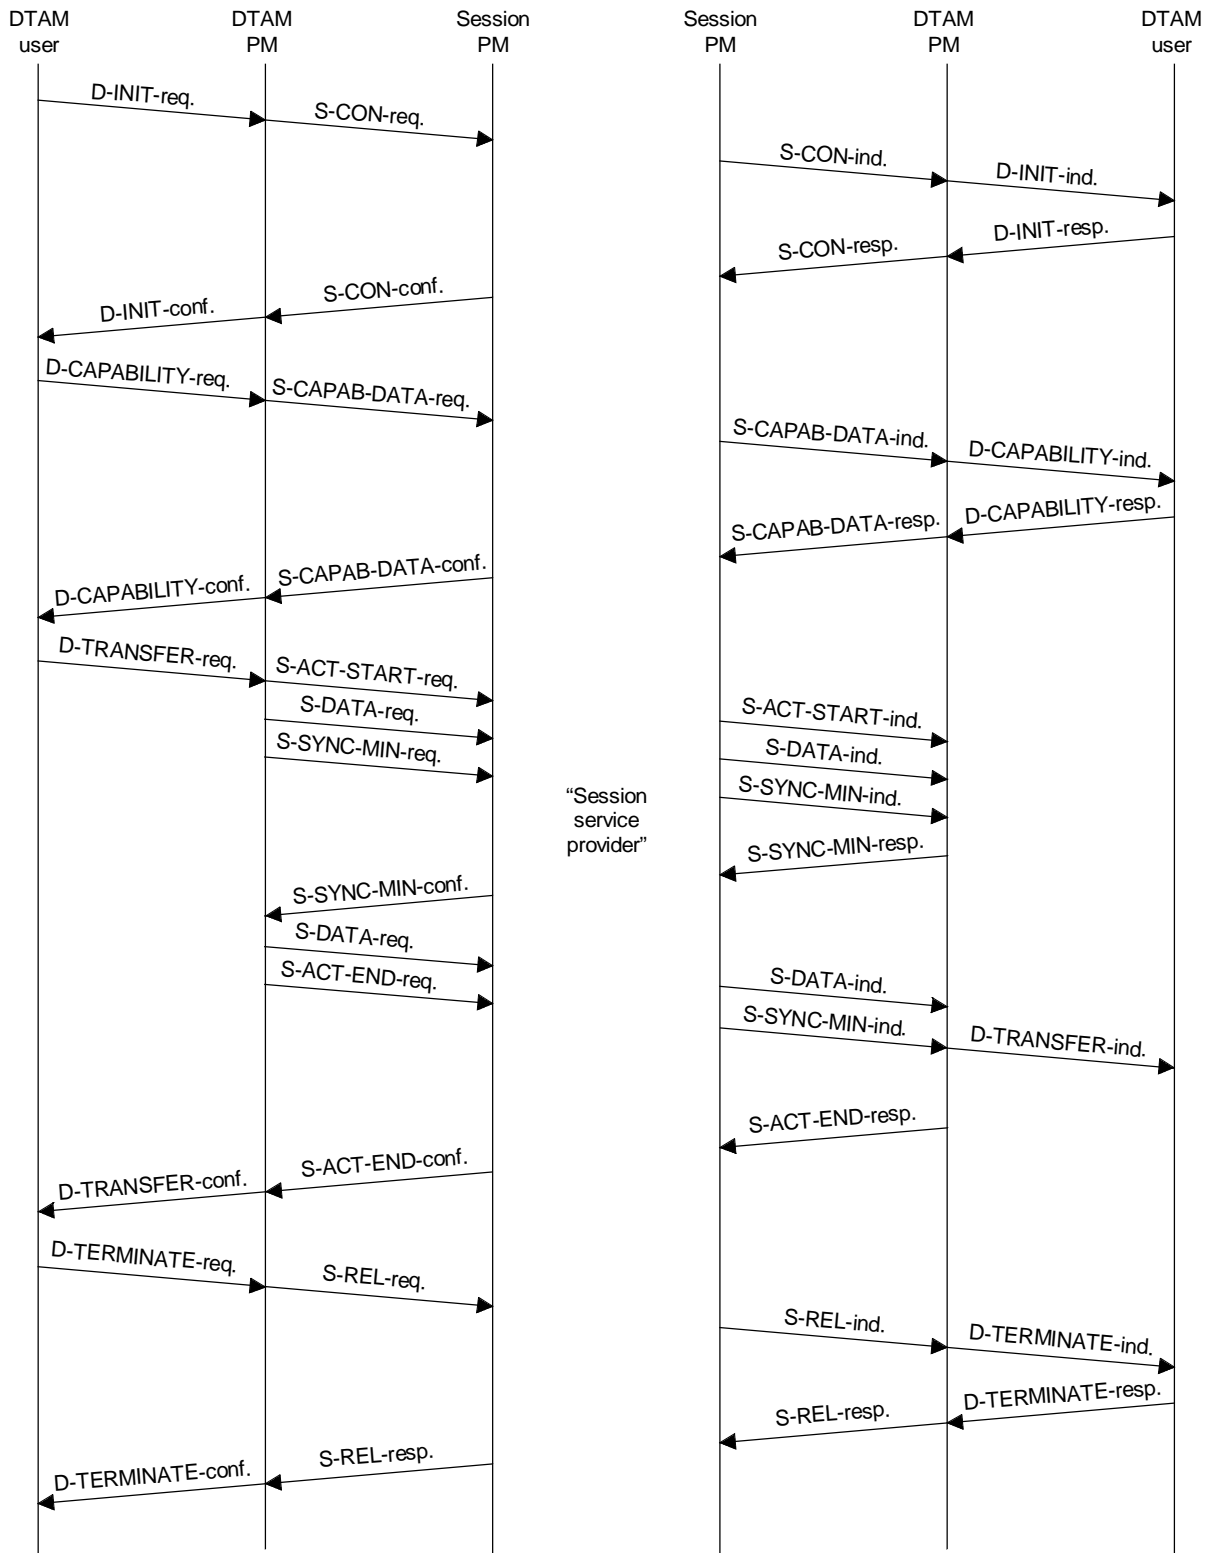 DTAM
user
DTAM
PM
Session
PM
Session
PM
DTAM
PM
DTAM
user
D-INIT-req.
S-CON-req.
S-CON-ind.
D-INIT-ind.
D-INIT-resp.
S-CON-resp.
S-CON-conf.
D-INIT-conf.
D-CAPABILITY-req.
S-CAPAB-DATA-req.
S-CAPAB-DATA-ind.
D-CAPABILITY-ind.
D-CAPABILITY-resp.
S-CAPAB-DATA-resp.
S-CAPAB-DATA-conf.
D-CAPABILITY-conf.
D-TRANSFER-req.
S-ACT-START-req.
S-DATA-req.
S-SYNC-MIN-req.
S-ACT-START-ind.
S-DATA-ind.
S-SYNC-MIN-ind.
“Session
service
provider”
S-SYNC-MIN-resp.
S-SYNC-MIN-conf.
S-DATA-req.
S-ACT-END-req.
S-DATA-ind.
S-SYNC-MIN-ind.
D-TRANSFER-ind.
S-ACT-END-resp.
S-ACT-END-conf.
D-TRANSFER-conf.
D-TERMINATE-req.
S-REL-req.
S-REL-ind.
D-TERMINATE-ind.
D-TERMINATE-resp.
S-REL-resp.
S-REL-resp.
D-TERMINATE-conf.